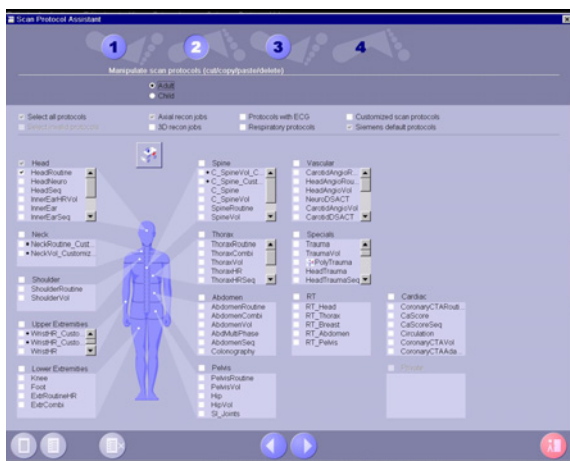 Scan Protocol Assistant
1
2
3
4
Manipulate scan protocols (cut/copy/paste/delete)
Adult
Child
Select all protocols
Axial recon jobs
Protocols with ECG
Customized scan protocols
Select invalid protocols
3D recon jobs
Respiratory protocols
Siemens default protocols
Head
HeadRoutine
HeadNeuro
HeadSeq
InnerEarHRVol
InnerEar
InnerEarSeq
Neck
NeckRoutine_Cust...
NeckVol_Customiz...
Shoulder
ShoulderRoutine
ShoulderVol
Upper Extremities
WristHR_Custo...
WristHR_Custo...
WristHR
Lower Extremities
Knee
Foot
ExtrRoutineHR
ExtrCombi
Spine
C_SpineVol_C...
C_Spine_Cust...
C_Spine
C_SpineVol
SpineRoutine
SpineVol
Thorax
ThoraxRoutine
ThoraxCombi
ThoraxVol
ThoraxHR
ThoraxHRSeq
Abdomen
AbdomenRoutine
AbdomenCombi
AbdomenVol
AbdMultiPhase
AbdomenSeq
Colonography
Pelvis
PelvisRoutine
PelvisVol
Hip
HipVol
SI_Joints
Vascular
CarotidAngioR...
HeadAngioRou...
HeadAngioVol
NeuroDSACT
CarotidAngioVol
CarotidDSACT
Specials
Trauma
TraumaVol
PolyTrauma
HeadTrauma
HeadTraumaSeq
RT
RT_Head
RT_Thorax
RT_Breast
RT_Abdomen
RT_Pelvis
Cardiac
CoronaryCTARouti...
CaScore
CaScoreSeq
Circulation
CoronaryCTAVol
CoronaryCTAAda...